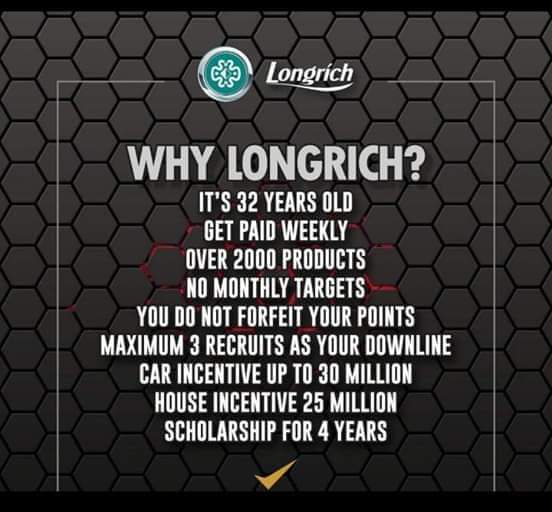 Longrich
WHY LONGRICH?
IT'S 32 YEARS OLD
GET PAID WEEKLY
OVER 2000 PRODUCTS
NO MONTHLY TARGETS
YOU DO NOT FORFEIT YOUR POINTS
MAXIMUM 3 RECRUITS AS YOUR DOWNLINE
CAR INCENTIVE UP TO 30 MILLION
HOUSE INCENTIVE 25 MILLION
SCHOLARSHIP FOR 4 YEARS